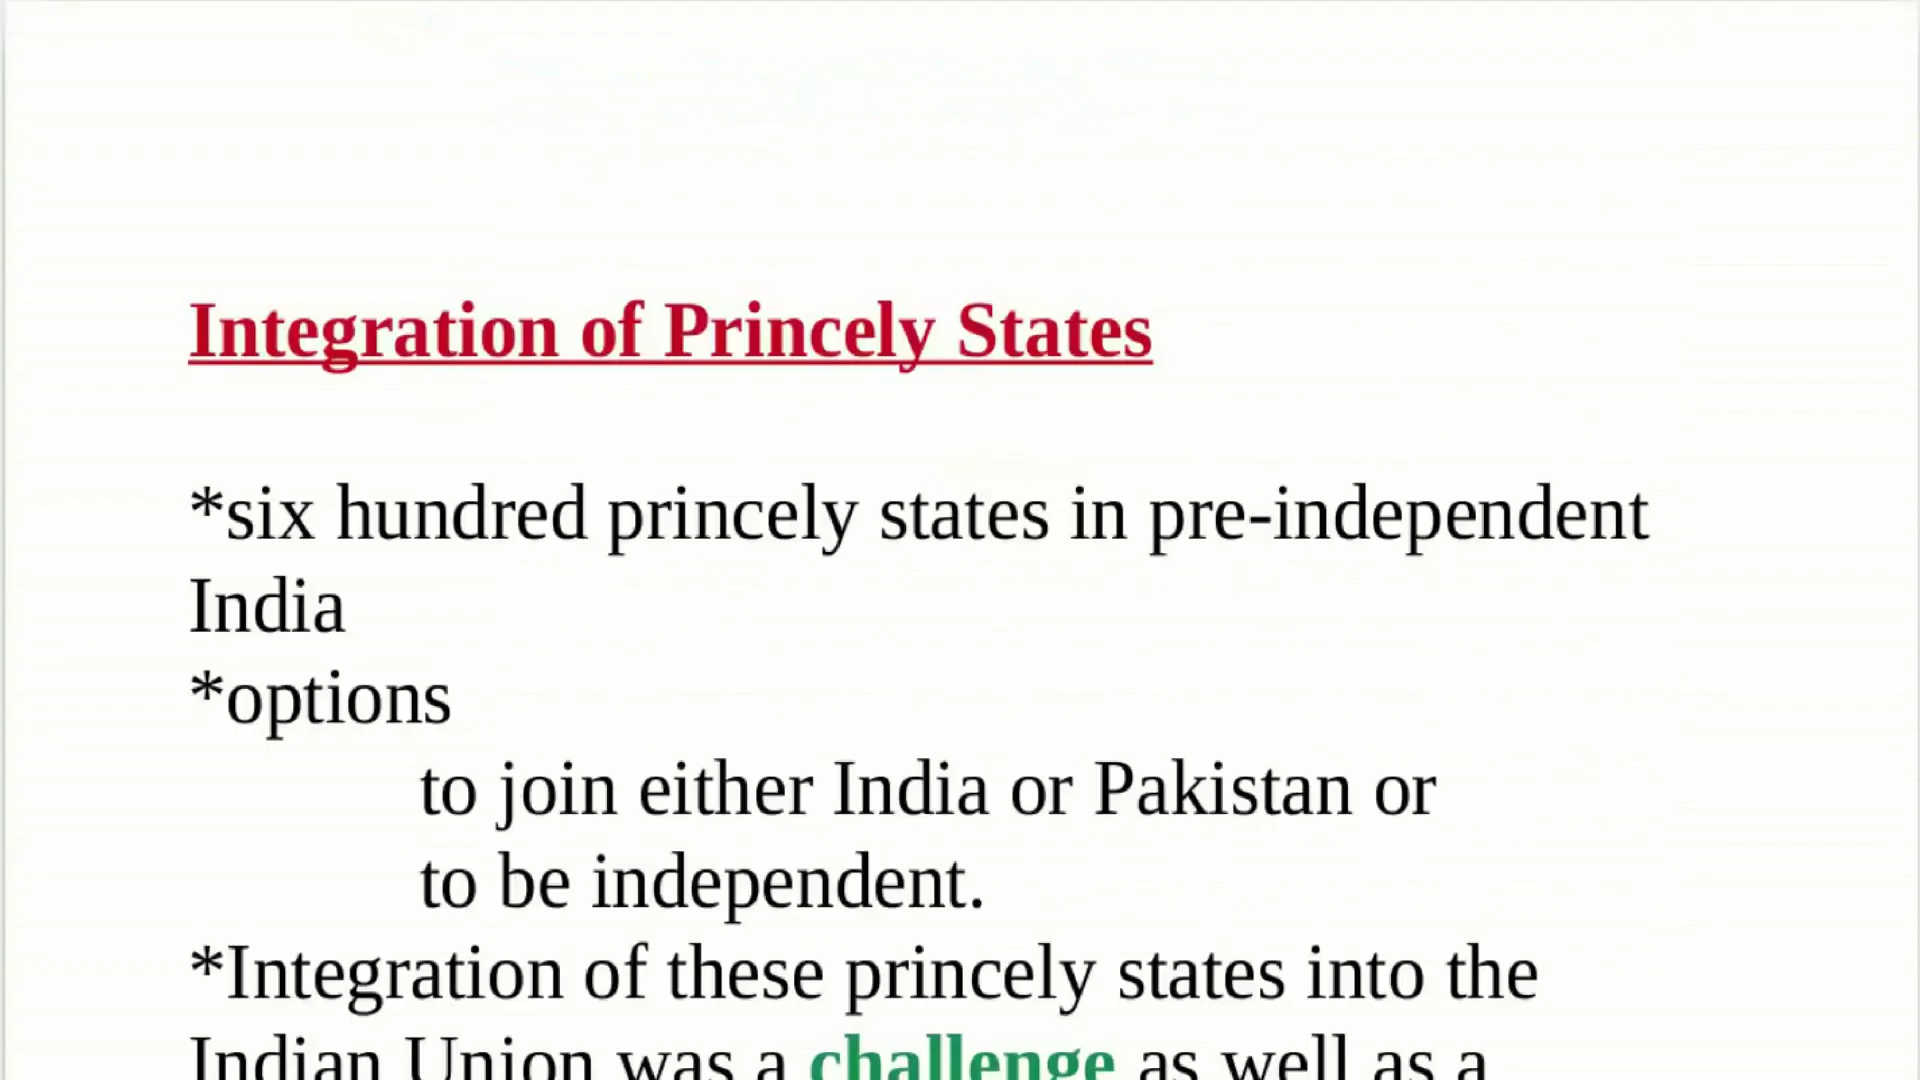 Integration of Princely States
*six hundred princely states in pre-independent
India
*options
to join either India or Pakistan or
to be independent.
*Integration of these princely states into the
Indian Union was a challenge as well as a